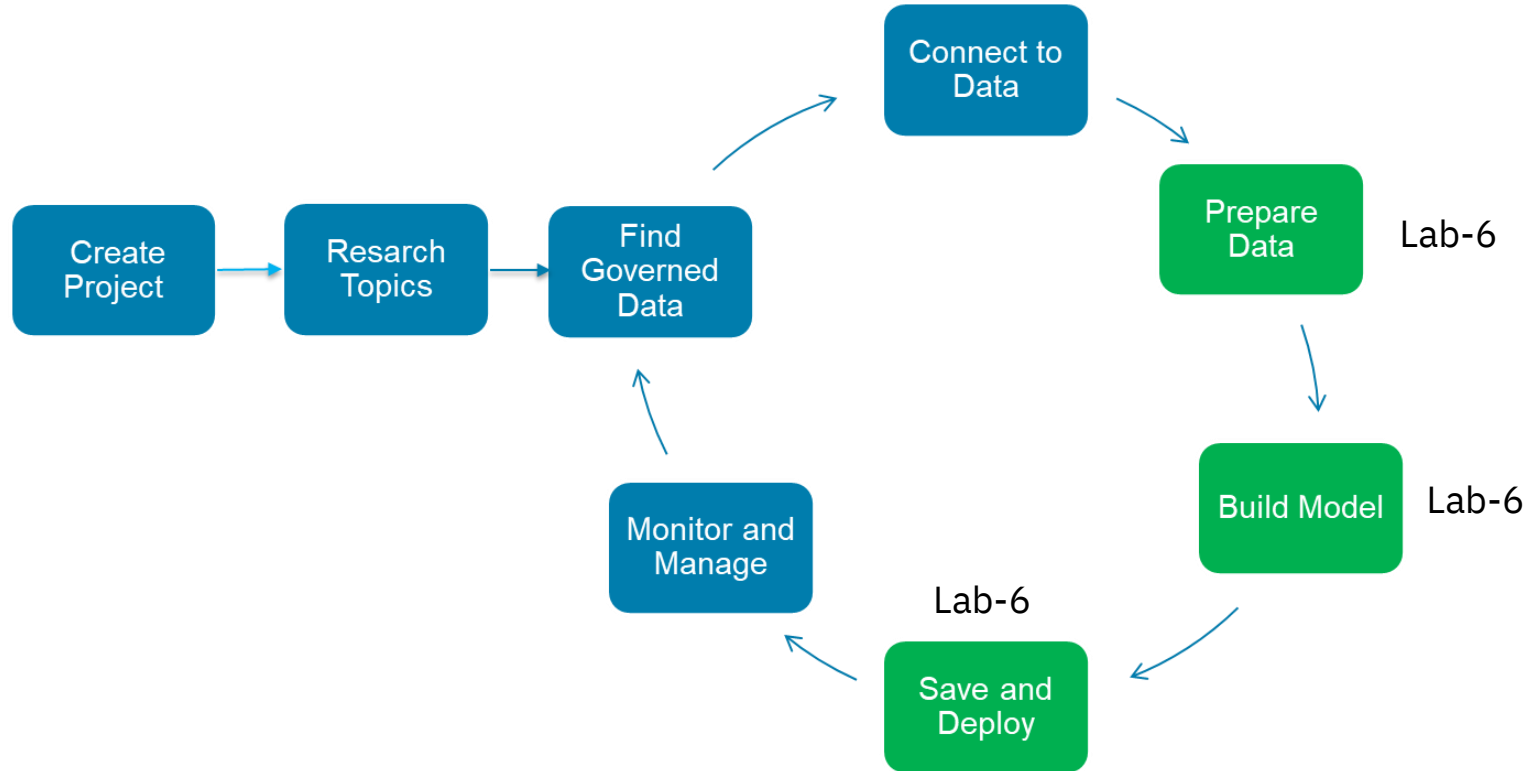 Create
Project
Resarch
Topics
Find
Governed
Data
Connect to
Data
Prepare
Data
Lab-6
Build Model
Lab-6
Lab-6
Save and
Deploy
Monitor and
Manage